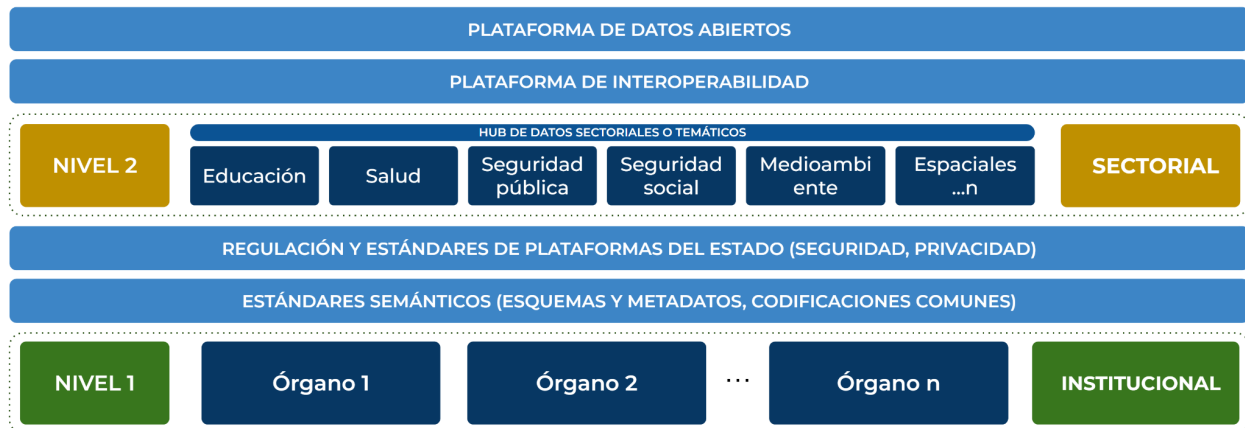 PLATAFORMA DE DATOS ABIERTOS
PLATAFORMA DE INTEROPERABILIDAD
HUB DE DATOS SECTORIALES O TEMÁTICOS
NIVEL 2
Educación
Salud
Seguridad
pública
Seguridad
social
Medioambi
ente
Espaciales
...n
SECTORIAL
REGULACIÓN Y ESTÁNDARES DE PLATAFORMAS DEL ESTADO (SEGURIDAD, PRIVACIDAD)
ESTÁNDARES SEMÁNTICOS (ESQUEMAS Y METADATOS, CODIFICACIONES COMUNES)
NIVEL 1
Órgano 1
Órgano 2
...
Órgano n
INSTITUCIONAL